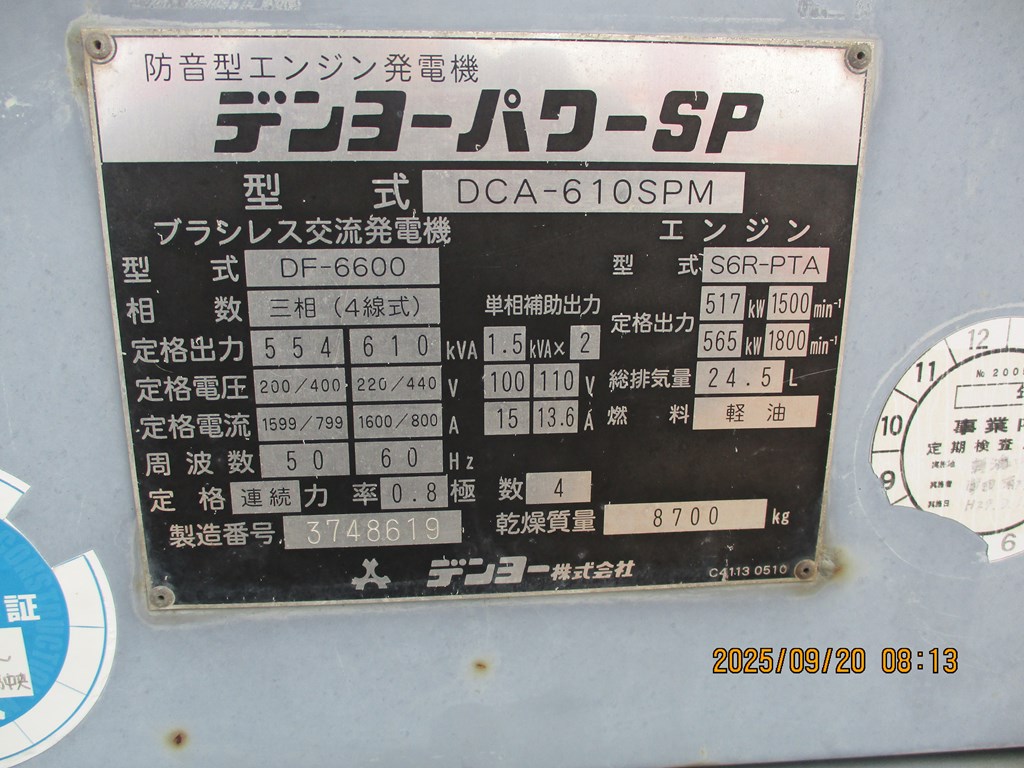 防音型エンジン発電機
デンヨーパワーSP
型式 DCA-610SPM
ブラシレス交流発電機
型式 DF-6600
相数 三相(4線式)
定格出力 554 610 kVA
定格電圧 200/400 220/440 V
定格電流 1599/799 1600/800 A
周波数 50 60 Hz
定格 連続 力率 0.8 極数 4
製造番号 3748619
単相補助出力
1.5 kVA× 2
100 110 V
15 13.6 A
エンジン
型式 S6R-PTA
定格出力 517 kW 1500 min⁻¹
565 kW 1800 min⁻¹
総排気量 24.5 L
燃料 軽油
乾燥質量 8700 kg
デンヨー株式会社
C4113 0510
12
11
10
9
6
事業
定期検査
証
2025/09/20 08:13